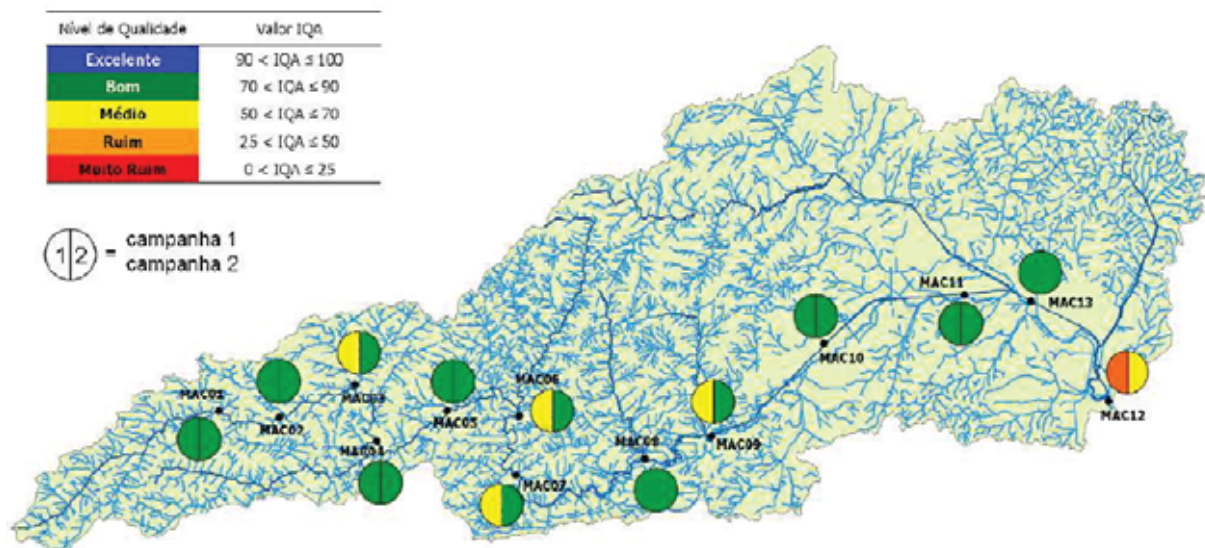 Nível de Qualidade Valor IQA
Excelente 90 < IQA ≤ 100
Bom 70 < IQA ≤ 90
Médio 50 < IQA ≤ 70
Ruim 25 < IQA ≤ 50
Muito Ruim 0 < IQA ≤ 25
1 2 = campanha 1
campanha 2
MAC11
MAC13
MAC10
MAC03
MAC06
MAC05
MAC12
MAC02
MAC04
MAC08
MAC09
MAC07